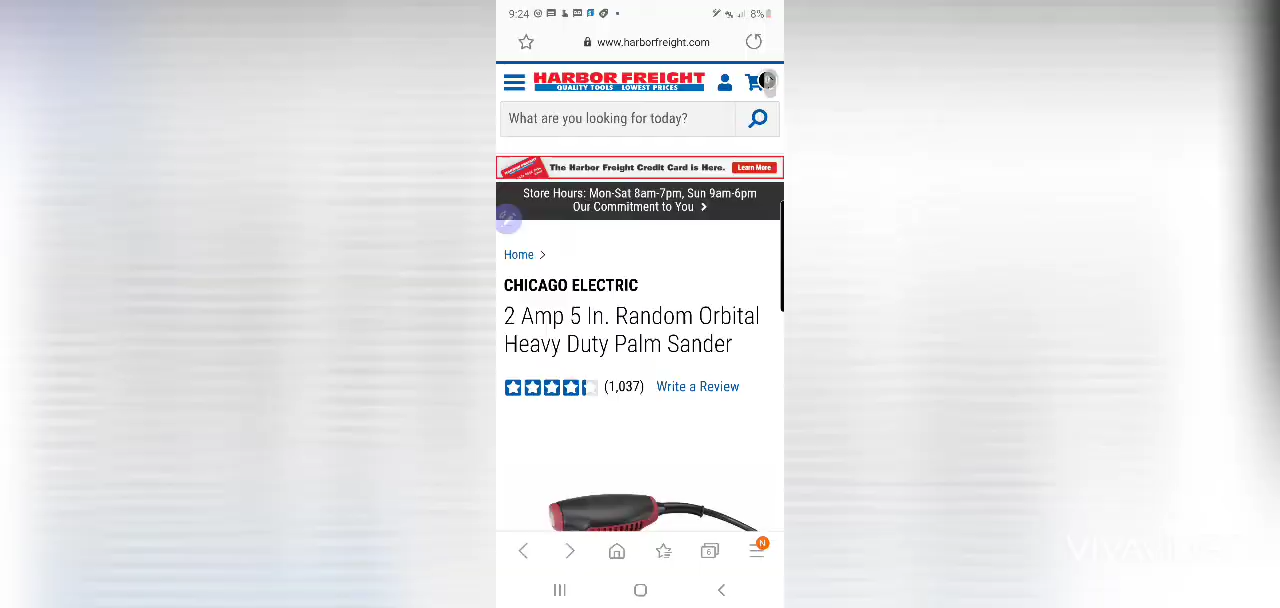 9:24
8%
www.harborfreight.com
HARBOR FREIGHT
QUALITY TOOLS LOWEST PRICES
What are you looking for today?
The Harbor Freight Credit Card is Here. Learn More
Store Hours: Mon-Sat 8am-7pm, Sun 9am-6pm
Our Commitment to You
Home
CHICAGO ELECTRIC
2 Amp 5 In. Random Orbital
Heavy Duty Palm Sander
(1,037) Write a Review
6
N